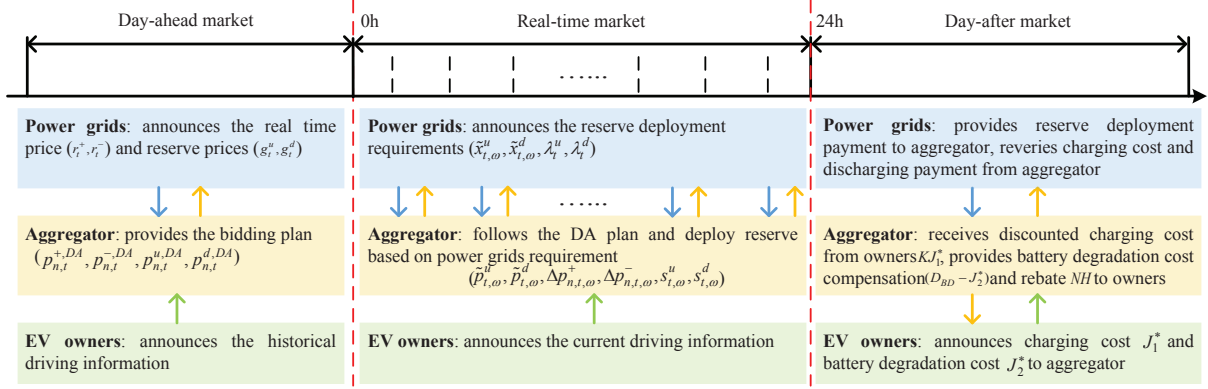 Day-ahead market
0h
Real-time market
24h
Day-after market
......
Power grids: announces the real time
price (r_t^+, r_t^-) and reserve prices (g_t^u, g_t^d)
Power grids: announces the reserve deployment
requirements (x̃_{t,ω}^u, x̃_{t,ω}^d, λ_t^u, λ_t^d)
Power grids: provides reserve deployment
payment to aggregator, reveries charging cost and
discharging payment from aggregator
......
Aggregator: provides the bidding plan
(p_{n,t}^{+,DA}, p_{n,t}^{-,DA}, p_{n,t}^{u,DA}, p_{n,t}^{d,DA})
Aggregator: follows the DA plan and deploy reserve
based on power grids requirement
(p̃_{t,ω}^u, p̃_{t,ω}^d, Δp_{n,t,ω}^+, Δp_{n,t,ω}^-, s_{t,ω}^u, s_{t,ω}^d)
Aggregator: receives discounted charging cost
from owners KJ_1^*, provides battery degradation cost
compensation(D_{BD} − J_2^*) and rebate NH to owners
EV owners: announces the historical
driving information
EV owners: announces the current driving information
EV owners: announces charging cost J_1^* and
battery degradation cost J_2^* to aggregator